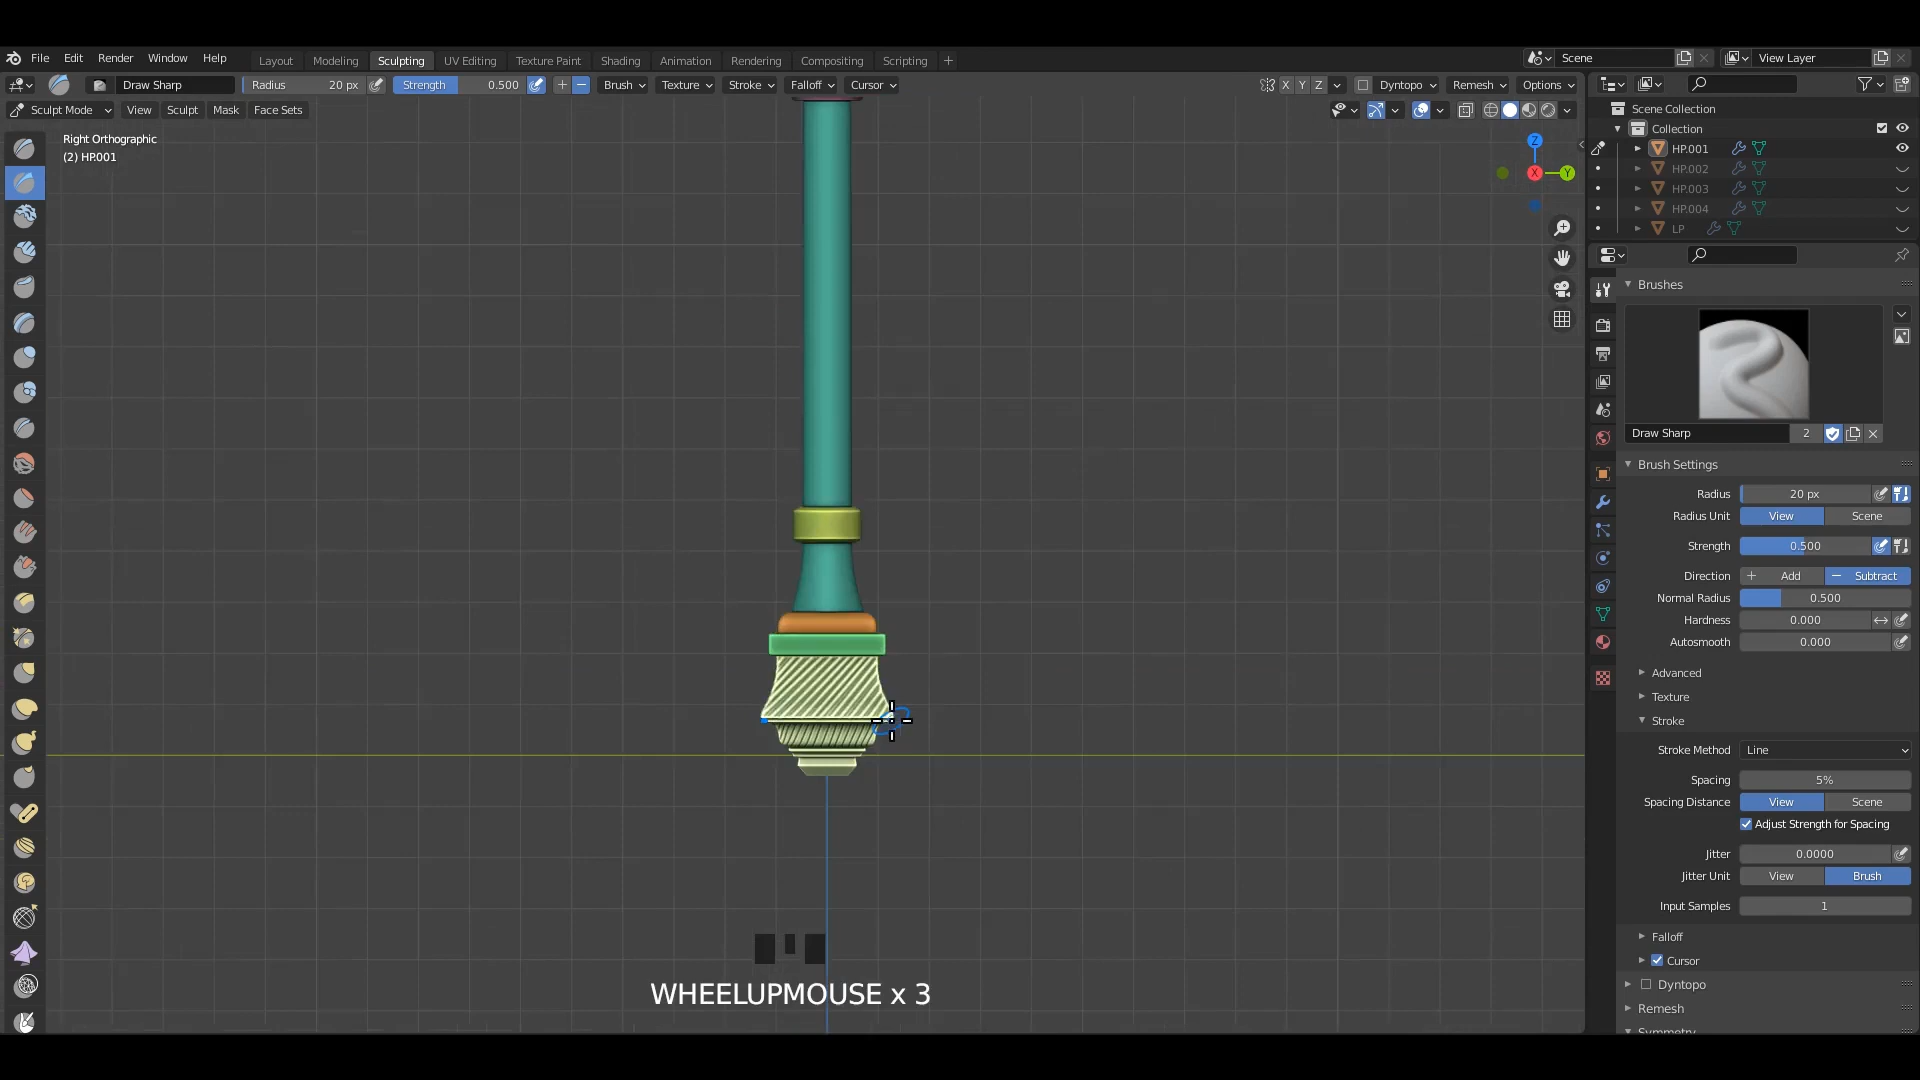 File Edit Render Window Help Layout Modeling Sculpting UV Editing Texture Paint Shading Animation Rendering Compositing Scripting + Scene View Layer
Draw Sharp Radius 20 px Strength 0.500 + − Brush Texture Stroke Falloff Cursor X Y Z Dyntopo Remesh Options
Sculpt Mode View Sculpt Mask Face Sets
Right Orthographic
(2) HP.001
Z
X
Y
Scene Collection
Collection
HP.001
HP.002
HP.003
HP.004
LP
Brushes
Draw Sharp 2
Brush Settings
Radius 20 px
Radius Unit View Scene
Strength 0.500
Direction + Add − Subtract
Normal Radius 0.500
Hardness 0.000
Autosmooth 0.000
Advanced
Texture
Stroke
Stroke Method Line
Spacing 5%
Spacing Distance View Scene
Adjust Strength for Spacing
Jitter 0.0000
Jitter Unit View Brush
Input Samples 1
Falloff
Cursor
Dyntopo
Remesh
Symmetry
WHEELUPMOUSE x 3